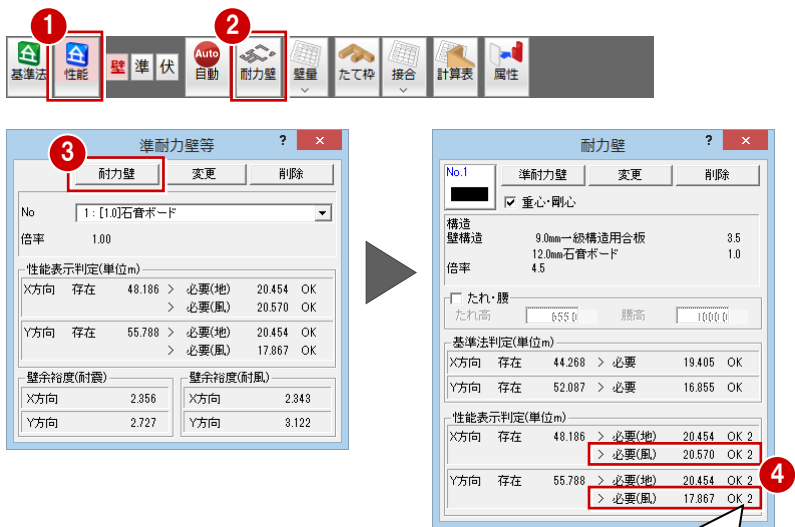 1
2
基準法
性能
壁 準 伏
Auto
自動
耐力壁
壁量
たて枠
接合
計算表
属性
準耐力壁等 ? ×
3
耐力壁 変更 削除
No 1 : [1.0]石音ボード
倍率 1.00
性能表示判定(単位m)
X方向 存在 48.186 > 必要(地) 20.454 OK
> 必要(風) 20.570 OK
Y方向 存在 55.788 > 必要(地) 20.454 OK
> 必要(風) 17.867 OK
壁余裕度(耐震)
X方向 2.356
Y方向 2.727
壁余裕度(耐風)
X方向 2.343
Y方向 3.122
耐力壁 ? ×
No.1 準耐力壁 変更 削除
重心・剛心
構造
壁構造 9.0mm一級構造用合板 3.5
12.0mm石音ボード 1.0
倍率 4.5
たれ・腰
たれ高 655.0 腰高 1000.0
基準法判定(単位m)
X方向 存在 44.268 > 必要 19.405 OK
Y方向 存在 52.087 > 必要 16.855 OK
性能表示判定(単位m)
X方向 存在 48.186 > 必要(地) 20.454 OK 2
> 必要(風) 20.570 OK 2
4
Y方向 存在 55.788 > 必要(地) 20.454 OK 2
> 必要(風) 17.867 OK 2